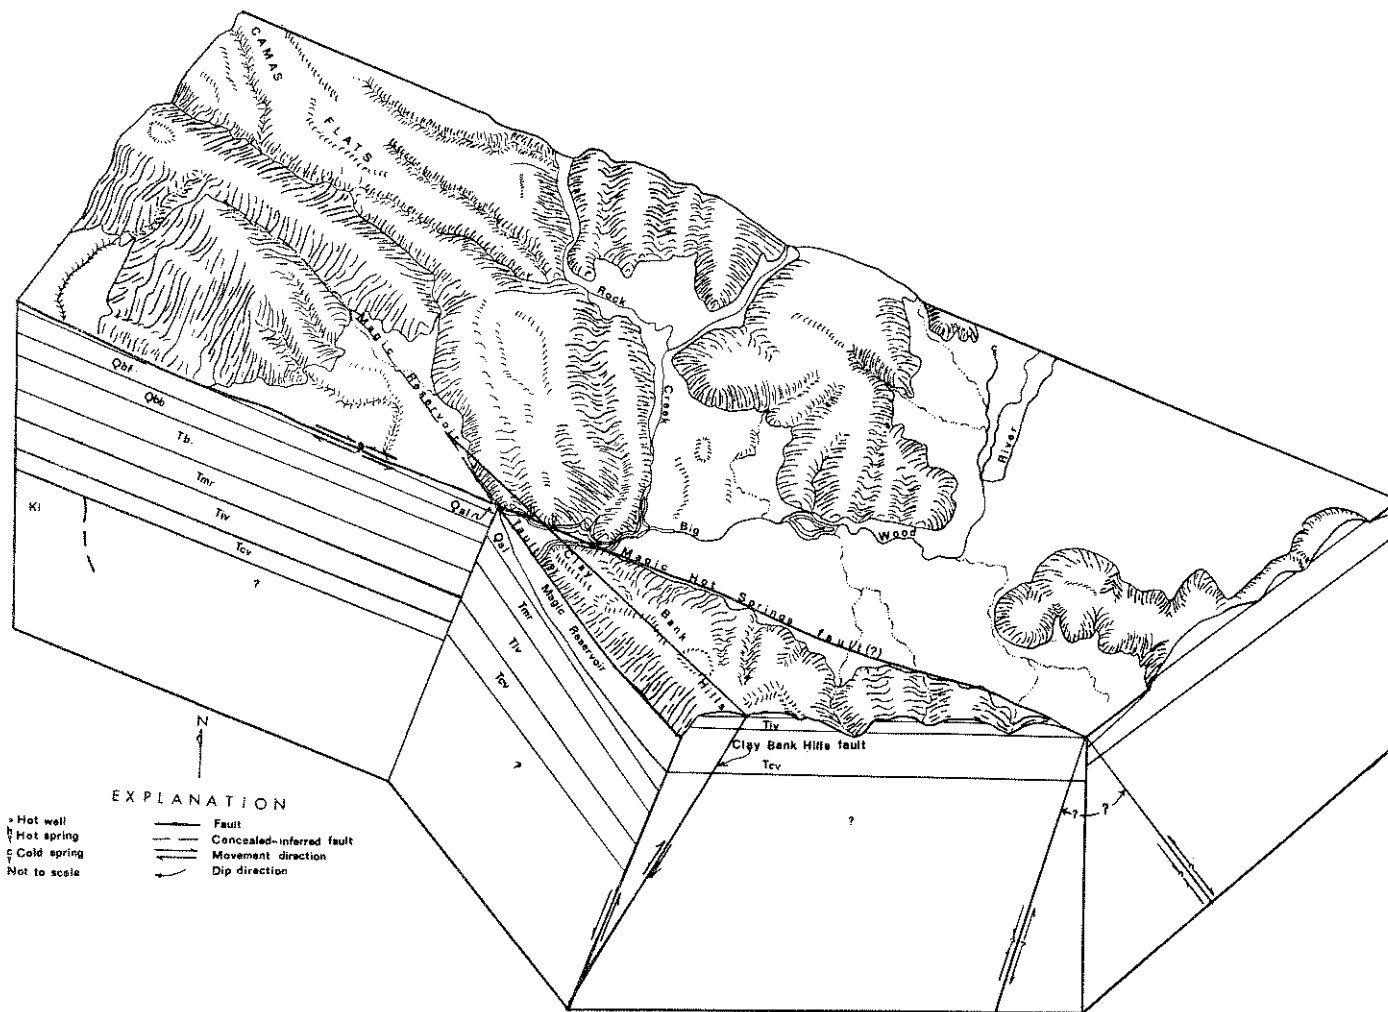 CAMAS
FLATS
Rock
Creek
River
Magic Reservoir
fault(?)
Big
Wood
Magic Hot Springs fault(?)
Clay Bank Hills
Magic Reservoir
Qbf
Qbb
Tb
Tmr
Tiv
Tcv
Ki
?
Qal
Qal
Tmr
Tiv
Tcv
?
Tiv
Clay Bank Hills fault
Tcv
?
? ?
c
N
EXPLANATION
Hot well
h Hot spring
c Cold spring
Not to scale
Fault
Concealed-inferred fault
Movement direction
Dip direction